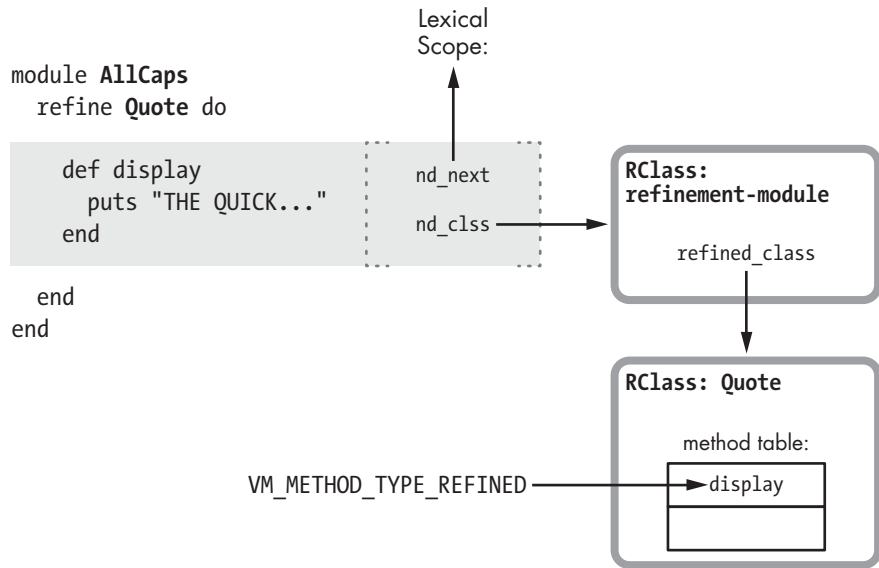 Lexical
Scope:
module AllCaps
refine Quote do
def display
puts "THE QUICK..."
end
end
end
nd_next
nd_clss
RClass:
refinement-module
refined_class
RClass: Quote
method table:
VM_METHOD_TYPE_REFINED
display